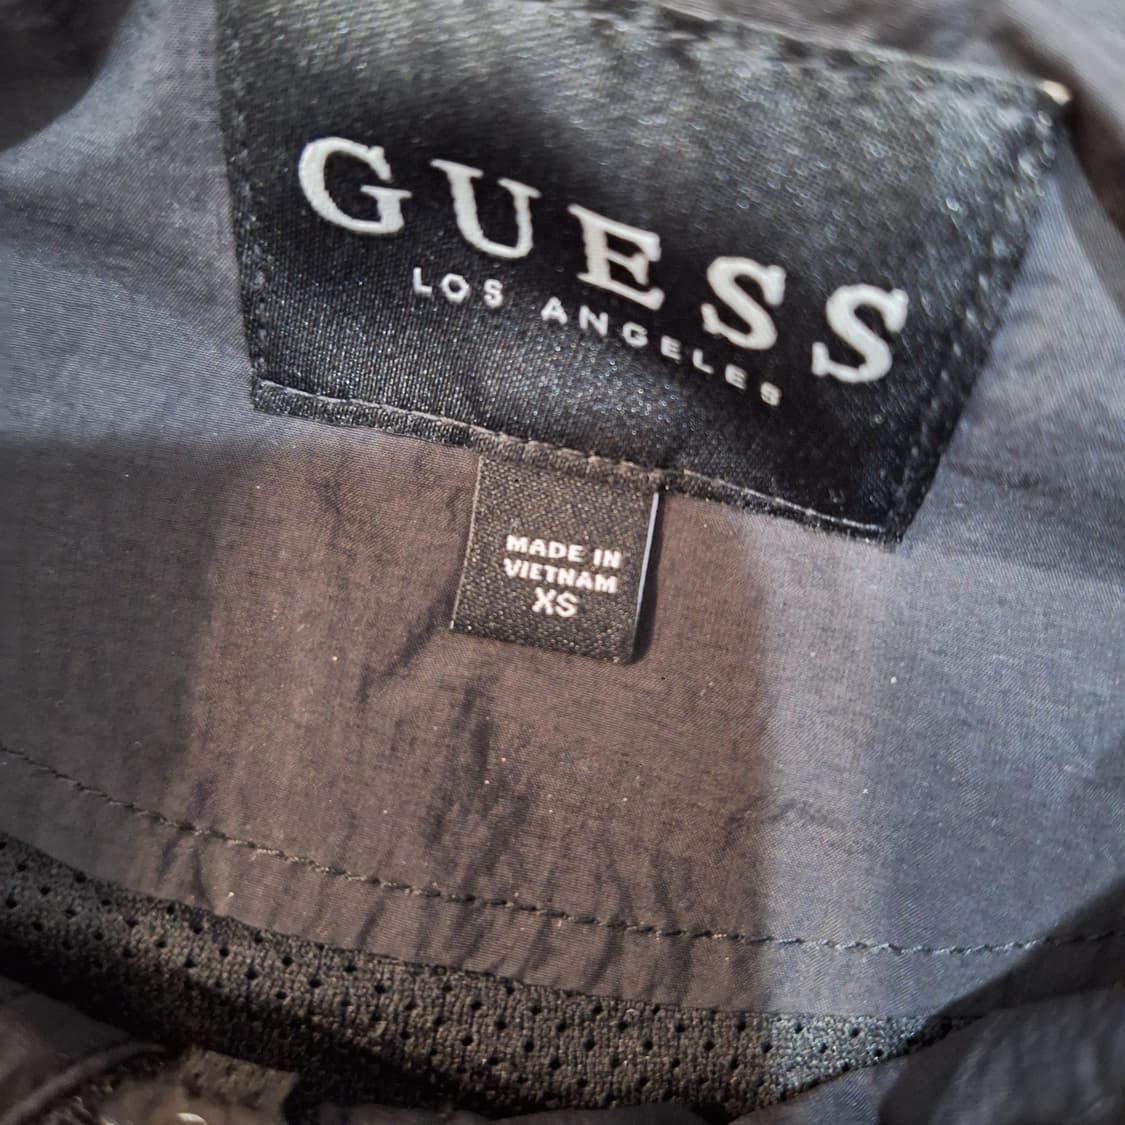 GUESS
LOS ANGELES
MADE IN
VIETNAM
XS